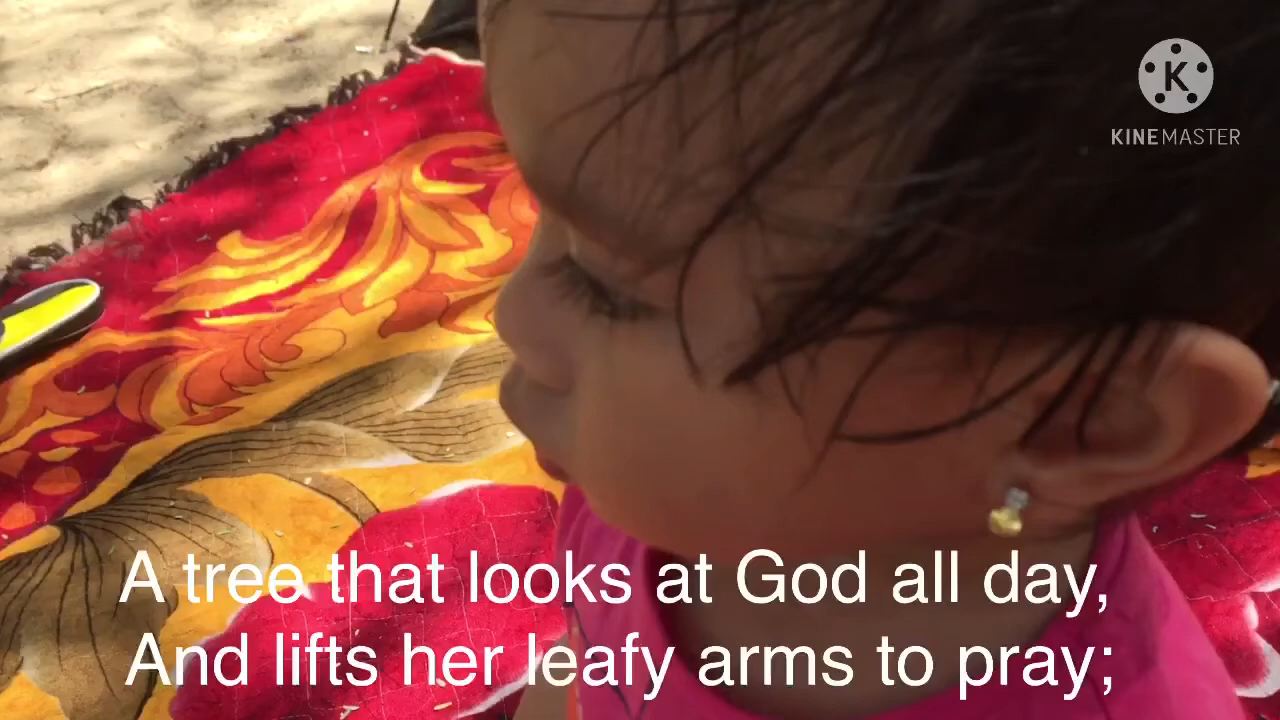 K
KINEMASTER
A tree that looks at God all day,
And lifts her leafy arms to pray;